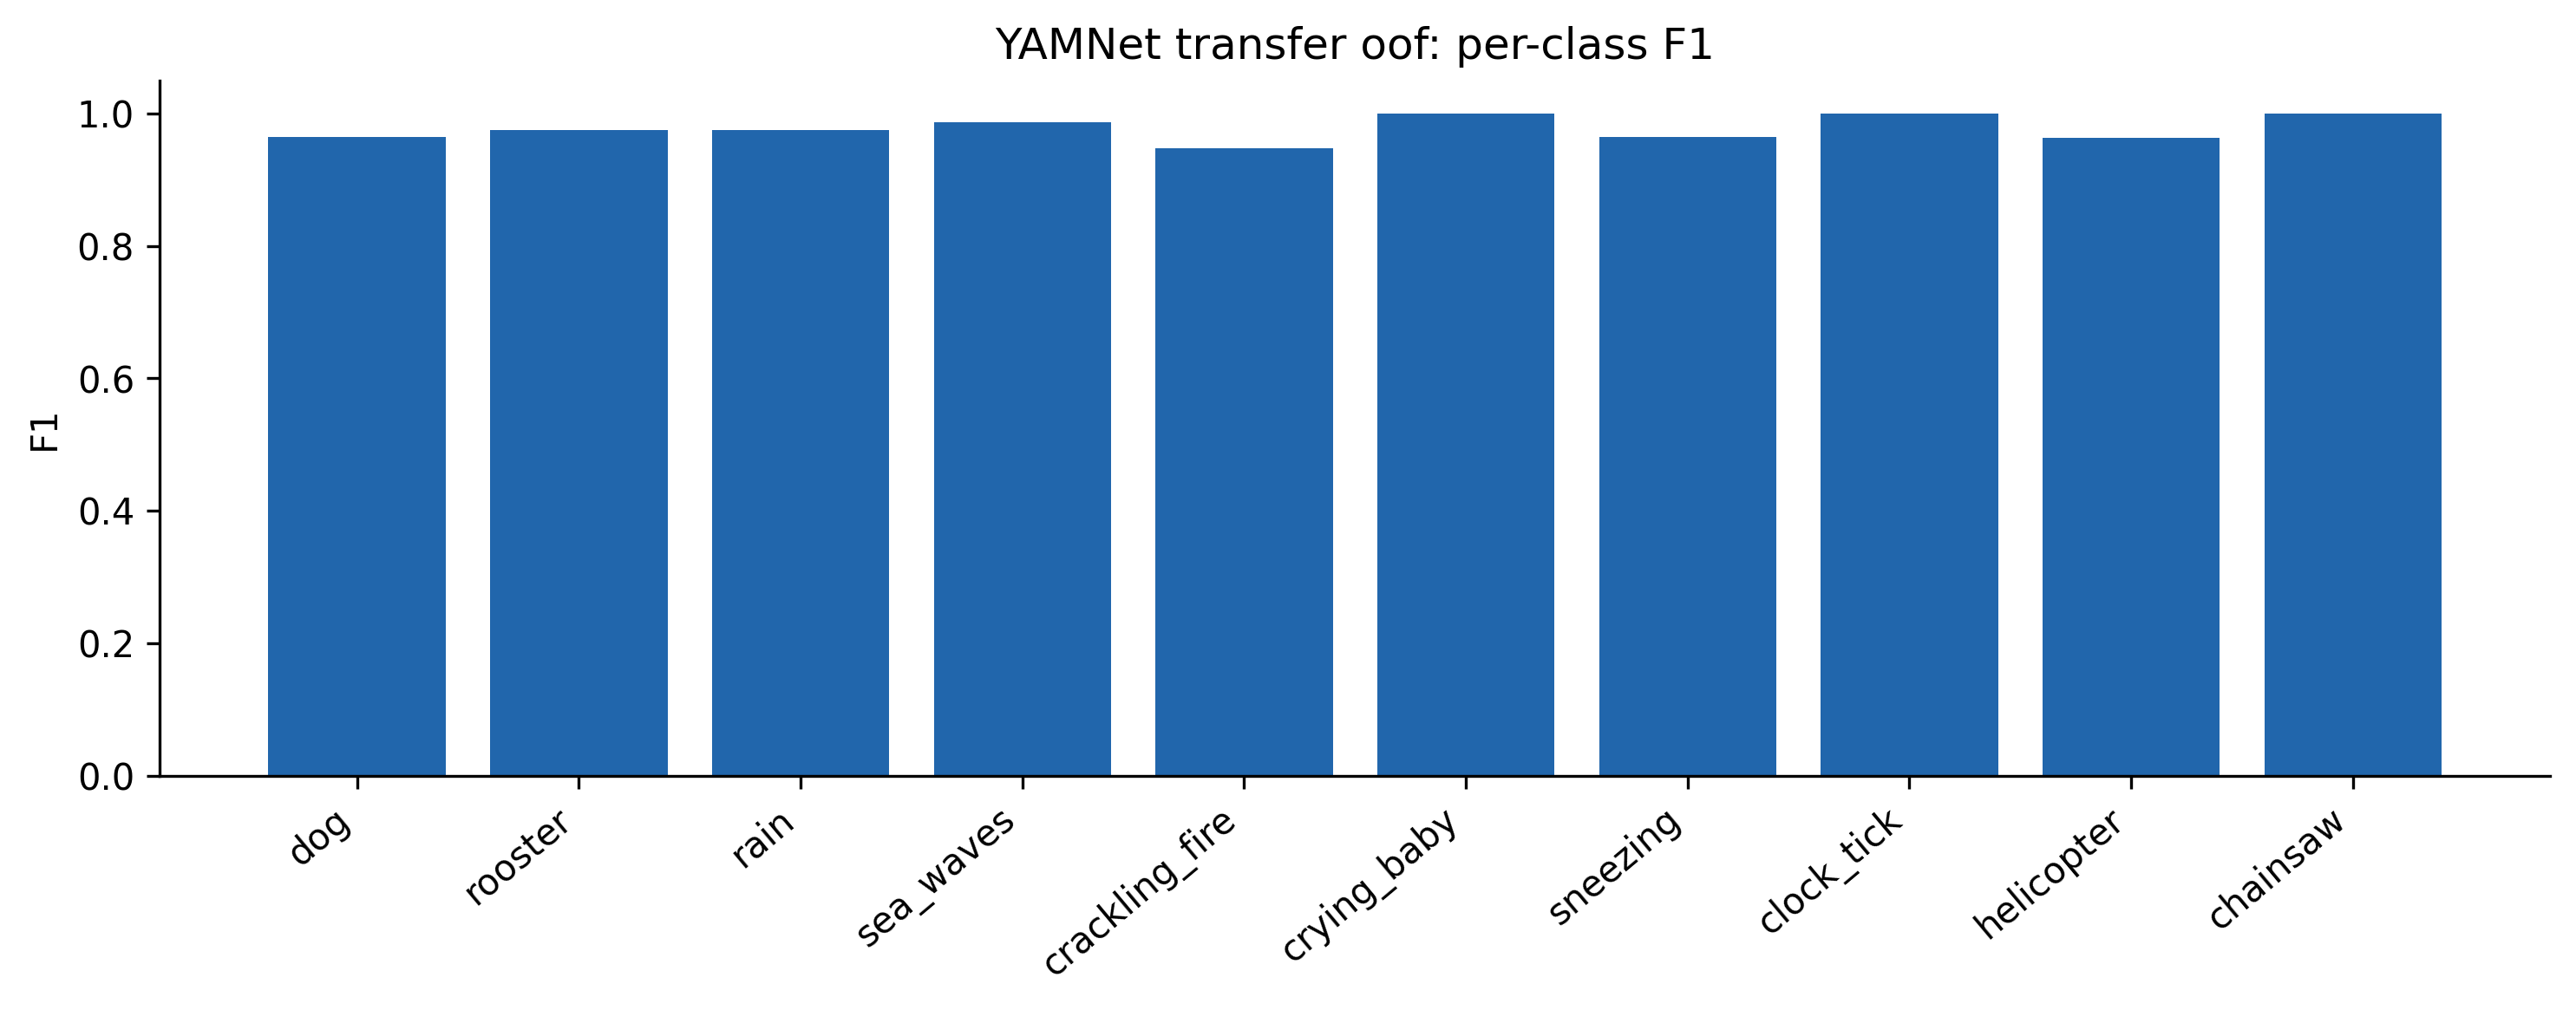 YAMNet transfer oof: per-class F1
F1
1.0
0.8
0.6
0.4
0.2
0.0
dog
rooster
rain
sea_waves
crackling_fire
crying_baby
sneezing
clock_tick
helicopter
chainsaw